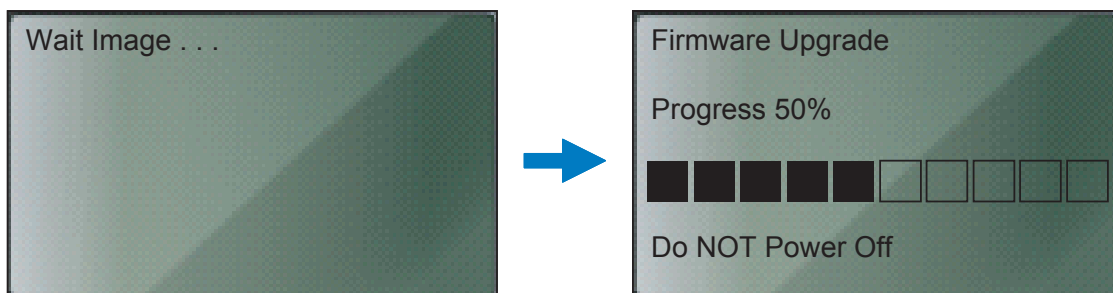 Wait Image . . .
Firmware Upgrade
Progress 50%
Do NOT Power Off